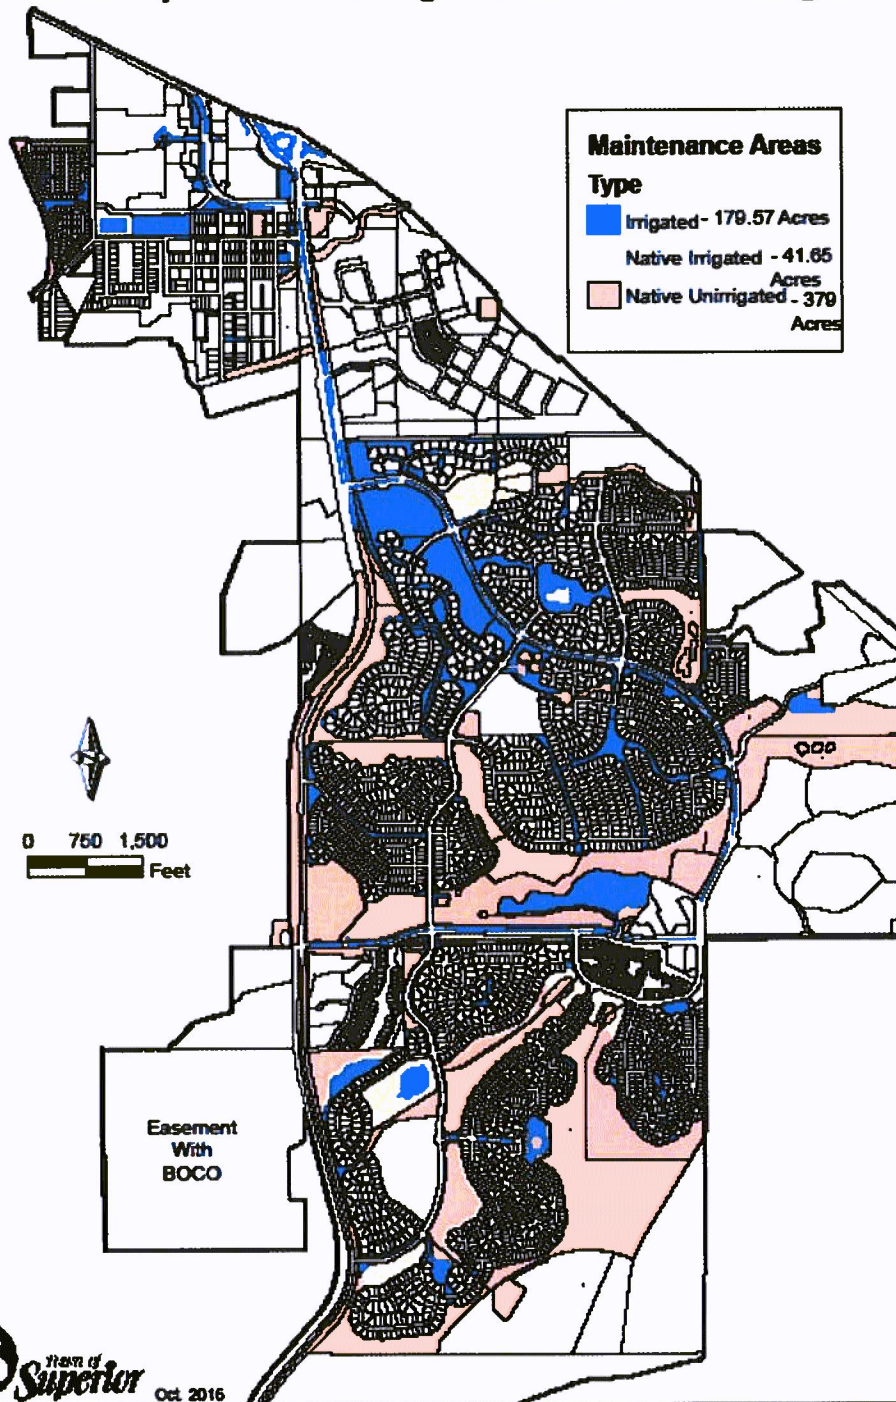 Maintenance Areas
Type
Irrigated - 179.57 Acres
Native Irrigated - 41.65
Acres
Native Unirrigated - 379
Acres
0 750 1,500
Feet
Easement
With
BOCO
Town of
Superior
Oct 2015